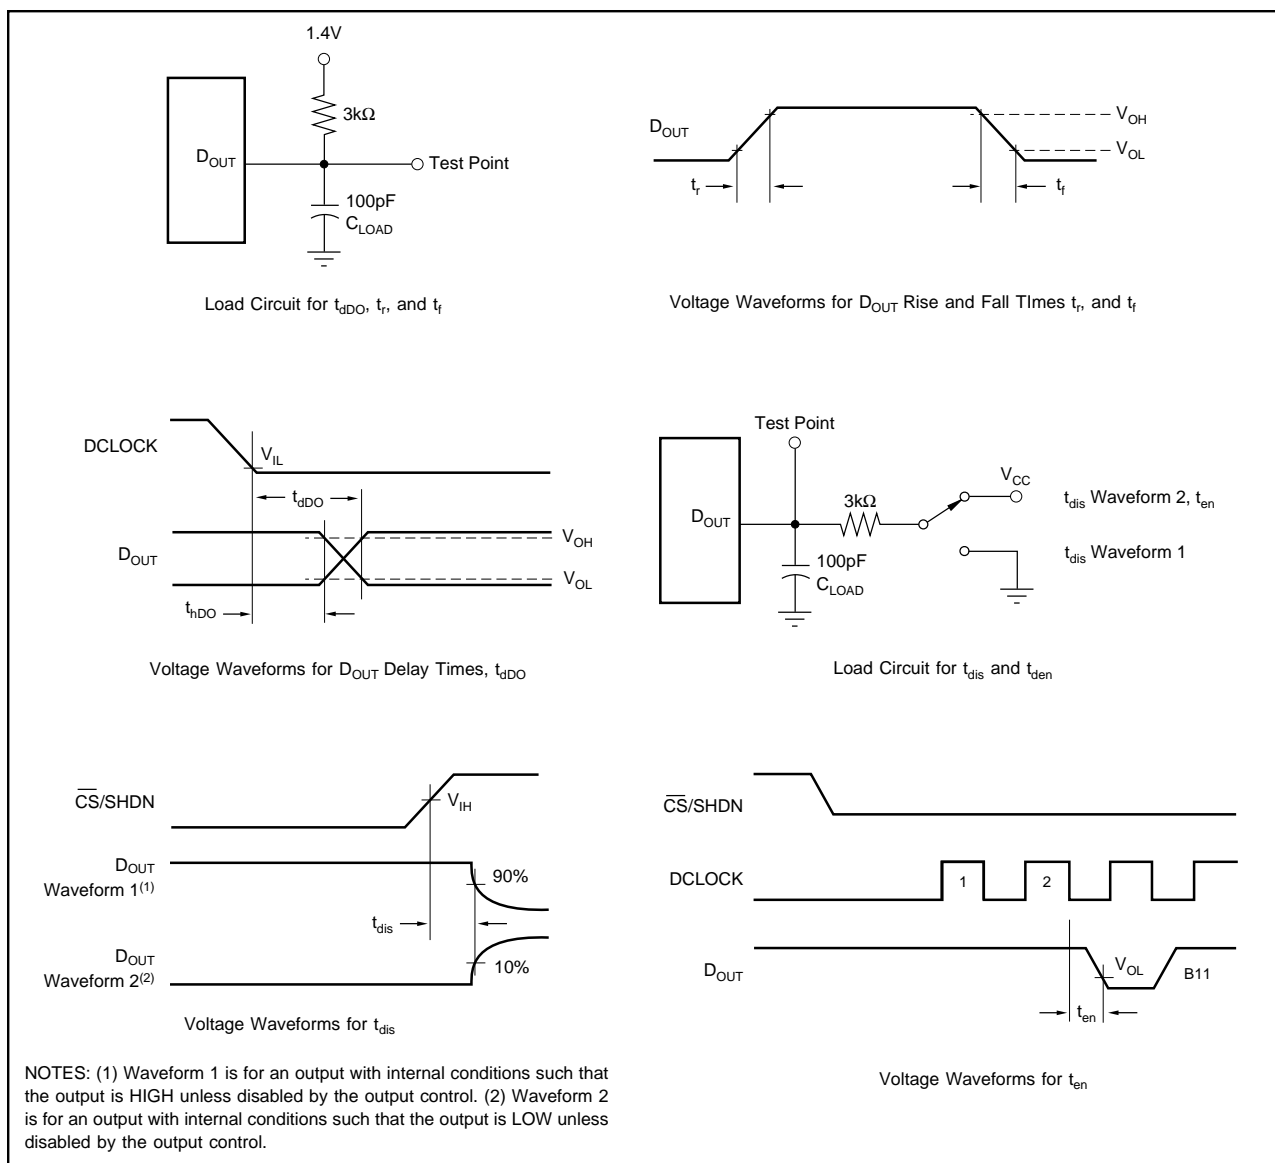 1.4V
3kΩ
DOUT
Test Point
100pF
CLOAD
Load Circuit for tdDO, tr, and tf
DOUT
VOH
VOL
tr
tf
Voltage Waveforms for DOUT Rise and Fall TImes tr, and tf
DCLOCK
VIL
tdDO
DOUT
VOH
VOL
thDO
Voltage Waveforms for DOUT Delay Times, tdDO
Test Point
DOUT
3kΩ
VCC
tdis Waveform 2, ten
tdis Waveform 1
100pF
CLOAD
Load Circuit for tdis and tden
CS/SHDN
VIH
DOUT
Waveform 1(1)
90%
tdis
DOUT
Waveform 2(2)
10%
Voltage Waveforms for tdis
CS/SHDN
DCLOCK
1
2
DOUT
VOL
B11
ten
Voltage Waveforms for ten
NOTES: (1) Waveform 1 is for an output with internal conditions such that
the output is HIGH unless disabled by the output control. (2) Waveform 2
is for an output with internal conditions such that the output is LOW unless
disabled by the output control.